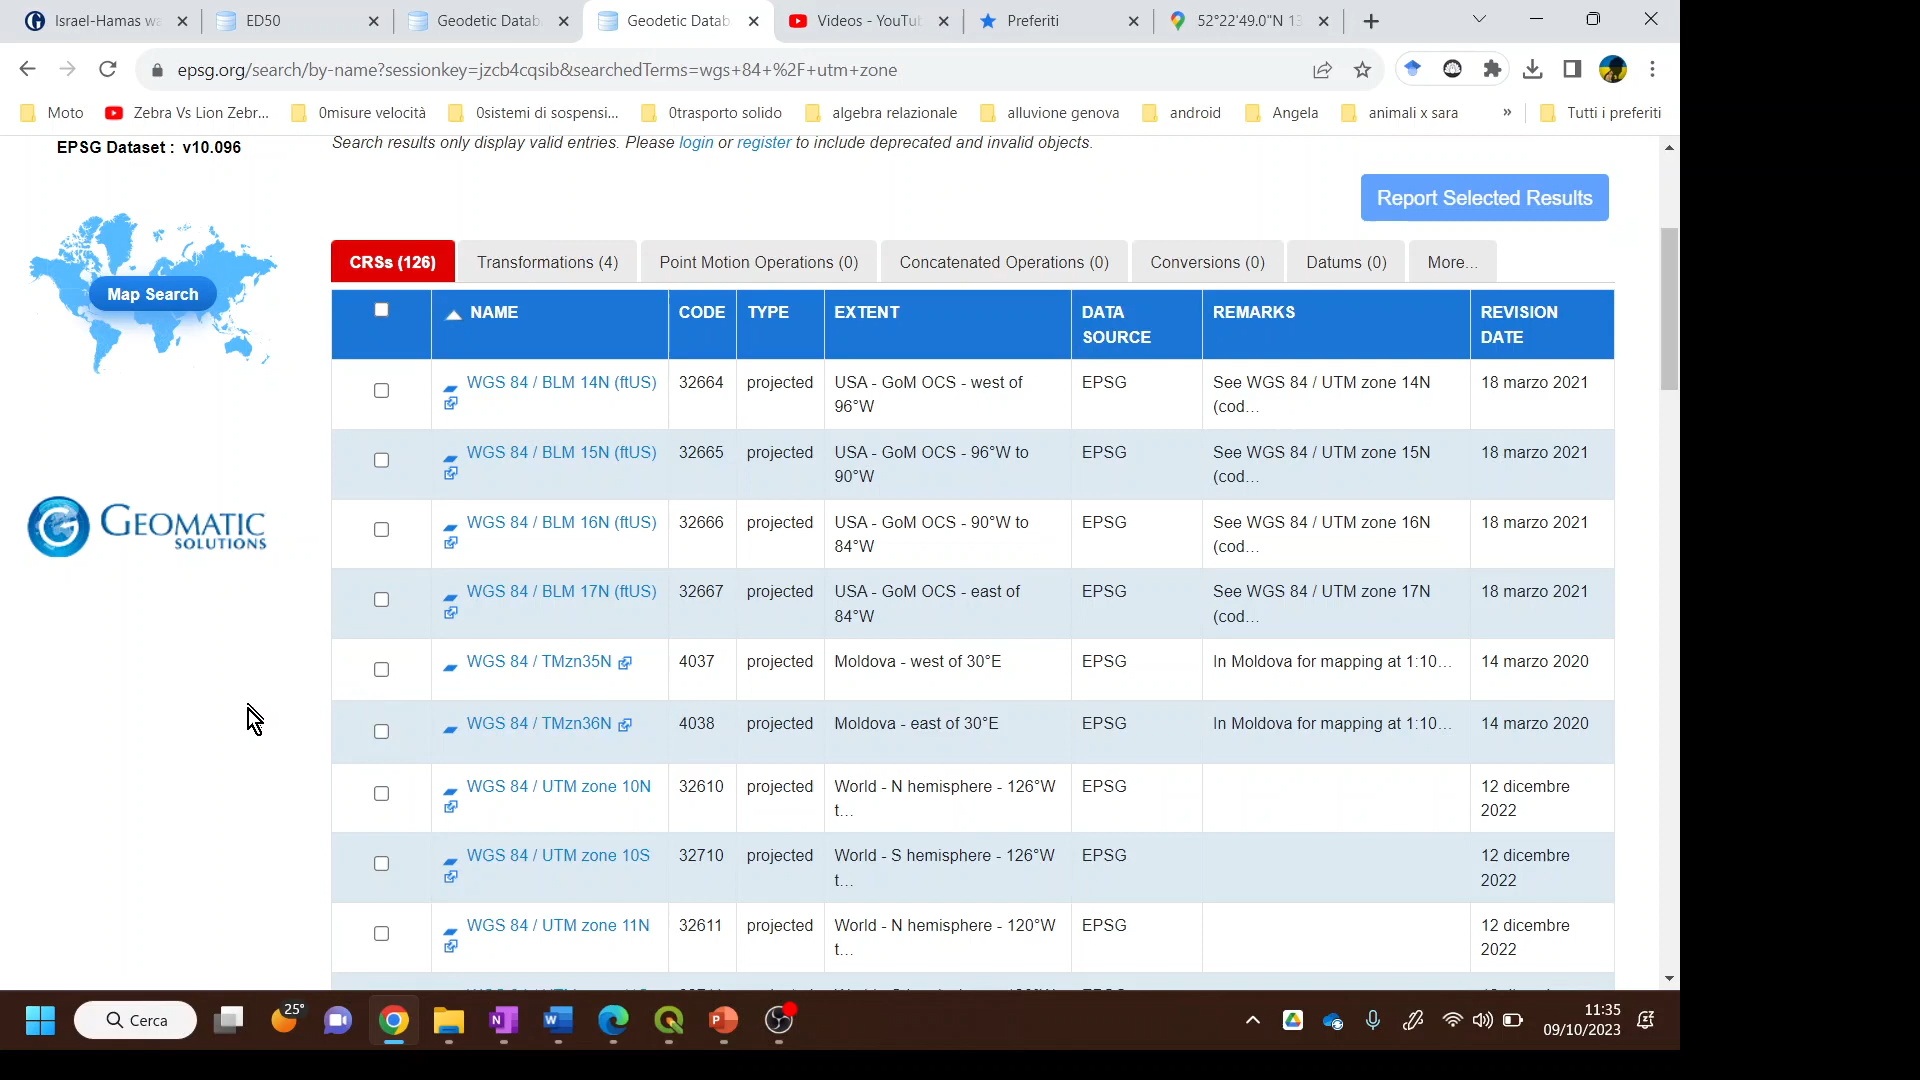 Israel-Hamas wa
ED50
Geodetic Datab
Geodetic Datab
Videos - YouTu
Preferiti
52°22'49.0"N 13
epsg.org/search/by-name?sessionkey=jzcb4cqsib&searchedTerms=wgs+84+%2F+utm+zone
Moto
Zebra Vs Lion Zebr...
0misure velocità
0sistemi di sospensi...
0trasporto solido
algebra relazionale
alluvione genova
android
Angela
animali x sara
»
Tutti i preferiti
EPSG Dataset : v10.096
Search results only display valid entries. Please login or register to include deprecated and invalid objects.
Report Selected Results
Map Search
GEOMATIC
SOLUTIONS
CRSs (126)
Transformations (4)
Point Motion Operations (0)
Concatenated Operations (0)
Conversions (0)
Datums (0)
More...
NAME
CODE
TYPE
EXTENT
DATA
SOURCE
REMARKS
REVISION
DATE
WGS 84 / BLM 14N (ftUS) 32664 projected USA - GoM OCS - west of EPSG See WGS 84 / UTM zone 14N 18 marzo 2021
96°W (cod...
WGS 84 / BLM 15N (ftUS) 32665 projected USA - GoM OCS - 96°W to EPSG See WGS 84 / UTM zone 15N 18 marzo 2021
90°W (cod...
WGS 84 / BLM 16N (ftUS) 32666 projected USA - GoM OCS - 90°W to EPSG See WGS 84 / UTM zone 16N 18 marzo 2021
84°W (cod...
WGS 84 / BLM 17N (ftUS) 32667 projected USA - GoM OCS - east of EPSG See WGS 84 / UTM zone 17N 18 marzo 2021
84°W (cod...
WGS 84 / TMzn35N 4037 projected Moldova - west of 30°E EPSG In Moldova for mapping at 1:10... 14 marzo 2020
WGS 84 / TMzn36N 4038 projected Moldova - east of 30°E EPSG In Moldova for mapping at 1:10... 14 marzo 2020
WGS 84 / UTM zone 10N 32610 projected World - N hemisphere - 126°W EPSG 12 dicembre
t... 2022
WGS 84 / UTM zone 10S 32710 projected World - S hemisphere - 126°W EPSG 12 dicembre
t... 2022
WGS 84 / UTM zone 11N 32611 projected World - N hemisphere - 120°W EPSG 12 dicembre
t... 2022
Cerca
25°
11:35
09/10/2023